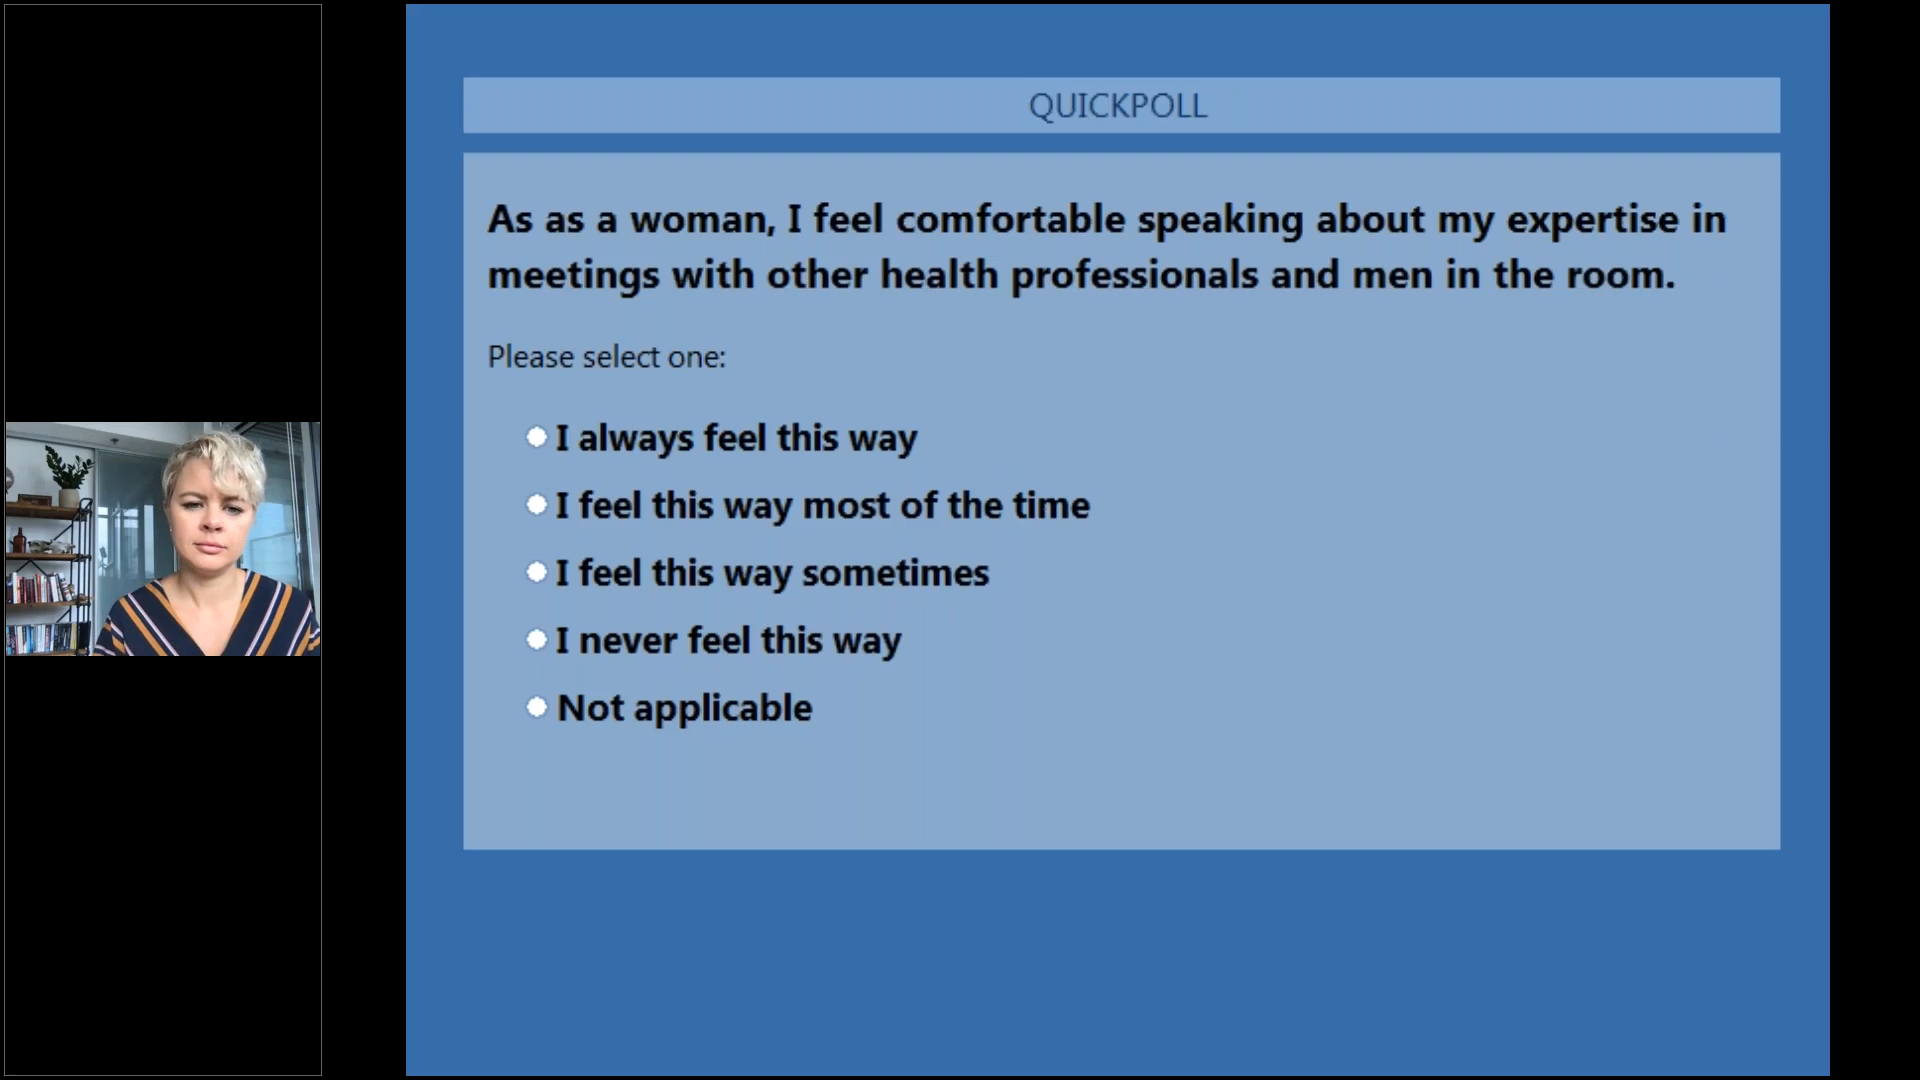 QUICKPOLL
As as a woman, I feel comfortable speaking about my expertise in
meetings with other health professionals and men in the room.
Please select one:
I always feel this way
I feel this way most of the time
I feel this way sometimes
I never feel this way
Not applicable